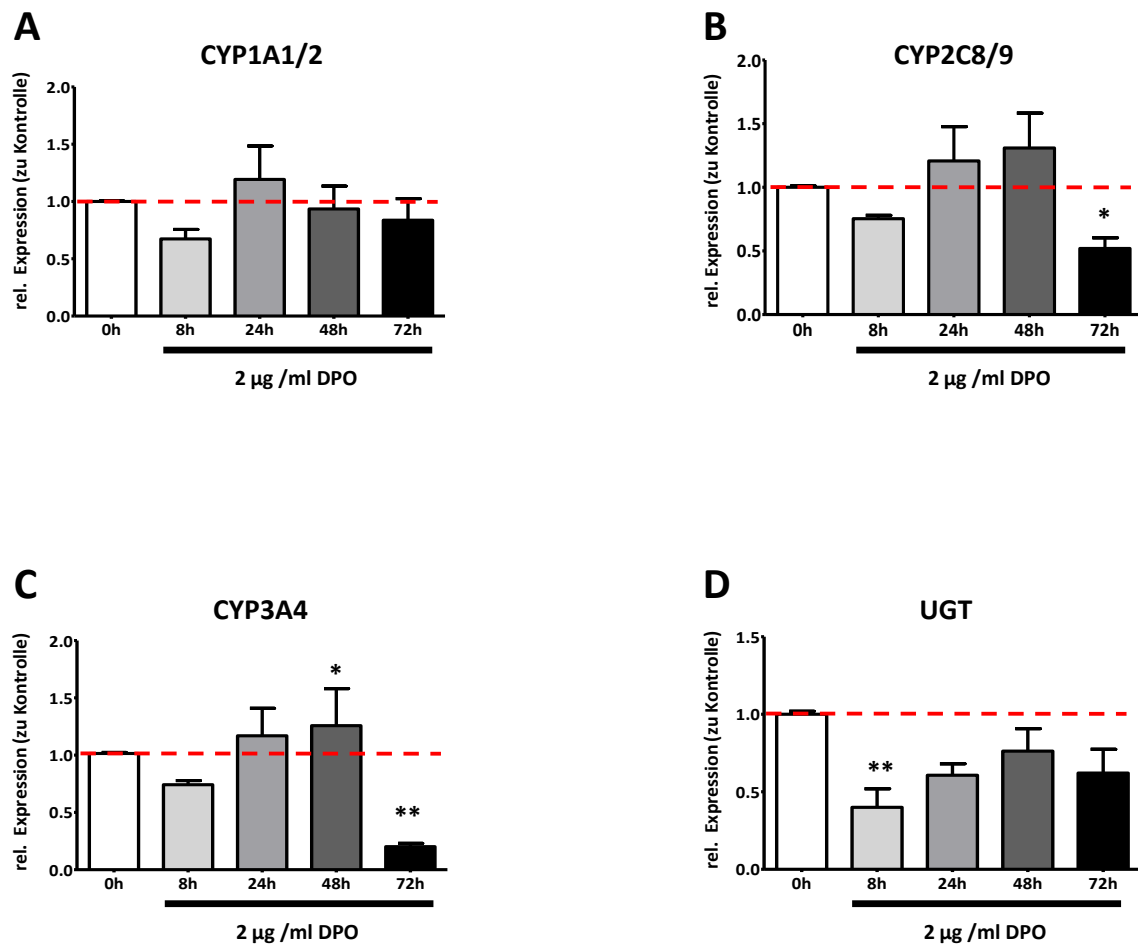 A
CYP1A1/2
rel. Expression (zu Kontrolle)
2.0
1.5
1.0
0.5
0.0
0h 8h 24h 48h 72h
2 µg /ml DPO
B
CYP2C8/9
rel. Expression (zu Kontrolle)
2.0
1.5
1.0
0.5
0.0
*
0h 8h 24h 48h 72h
2 µg /ml DPO
C
CYP3A4
rel. Expression (zu Kontrolle)
2.0
1.5
1.0
0.5
0.0
*
**
0h 8h 24h 48h 72h
2 µg /ml DPO
D
UGT
rel. Expression (zu Kontrolle)
1.5
1.0
0.5
0.0
**
0h 8h 24h 48h 72h
2 µg /ml DPO